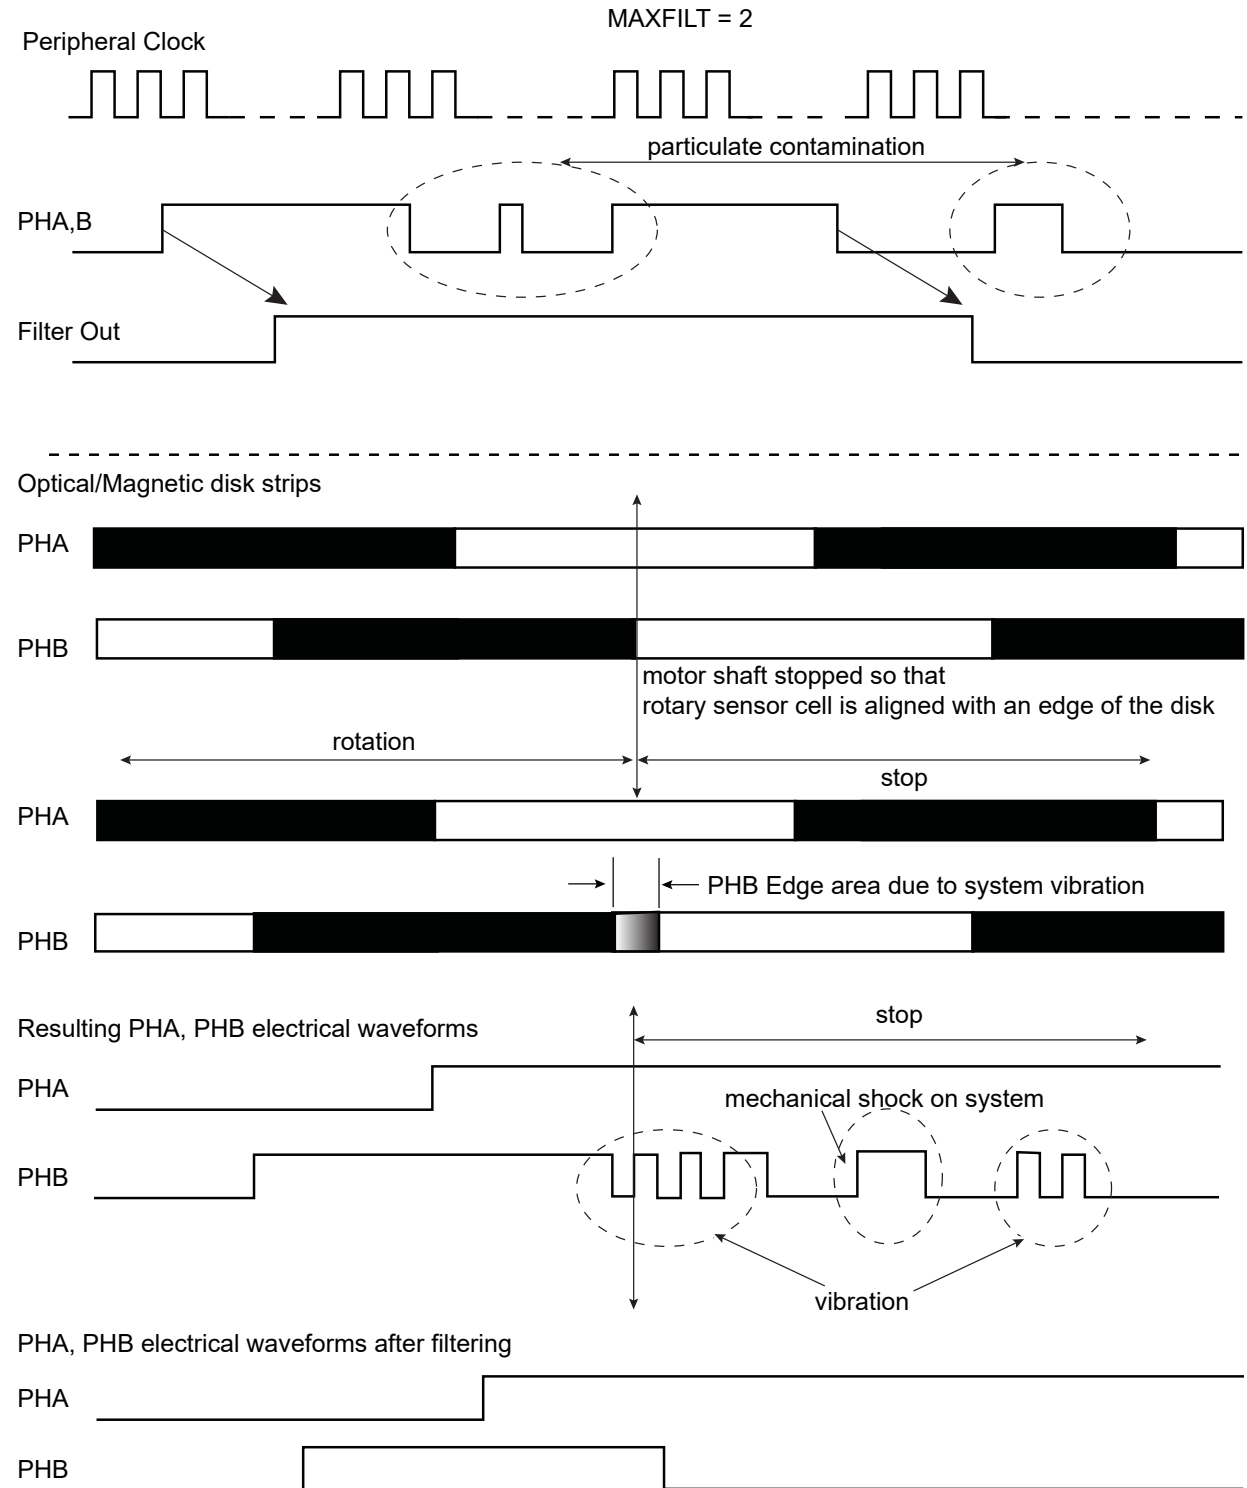 MAXFILT = 2
Peripheral Clock
particulate contamination
PHA,B
Filter Out
Optical/Magnetic disk strips
PHA
PHB
motor shaft stopped so that
rotary sensor cell is aligned with an edge of the disk
rotation
stop
PHA
PHB Edge area due to system vibration
PHB
Resulting PHA, PHB electrical waveforms
stop
PHA
mechanical shock on system
PHB
vibration
PHA, PHB electrical waveforms after filtering
PHA
PHB